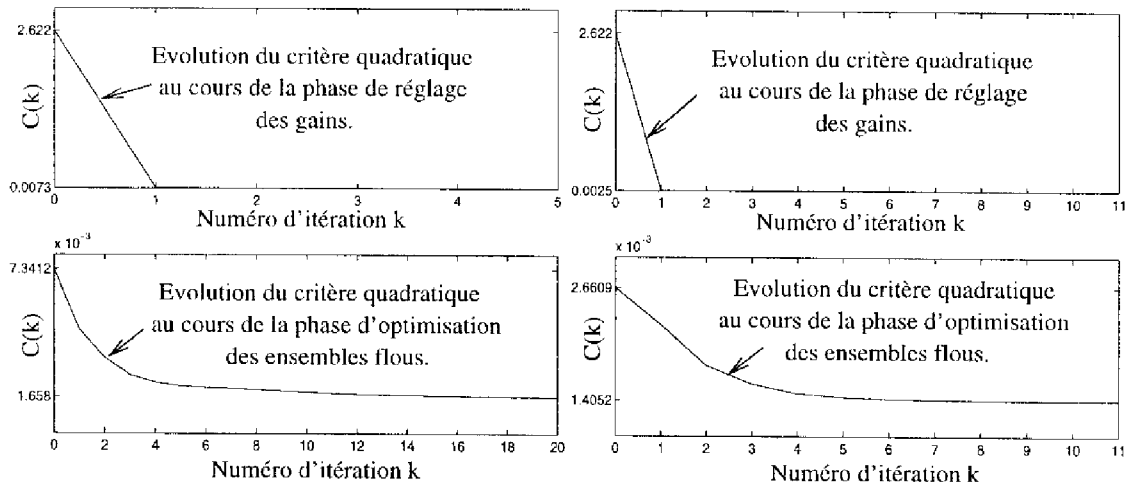 2.622
C(k)
0.0073
Evolution du critère quadratique
au cours de la phase de réglage
des gains.
0 1 2 3 4 5
Numéro d'itération k
2.622
C(k)
0.0025
Evolution du critère quadratique
au cours de la phase de réglage
des gains.
0 1 2 3 4 5 6 7 8 9 10 11
Numéro d'itération k
x 10⁻³
7.3412
C(k)
1.658
Evolution du critère quadratique
au cours de la phase d'optimisation
des ensembles flous.
0 2 4 6 8 10 12 14 16 18 20
Numéro d'itération k
x 10⁻³
2.6609
C(k)
1.4052
Evolution du critère quadratique
au cours de la phase d'optimisation
des ensembles flous.
0 1 2 3 4 5 6 7 8 9 10 11
Numéro d'itération k